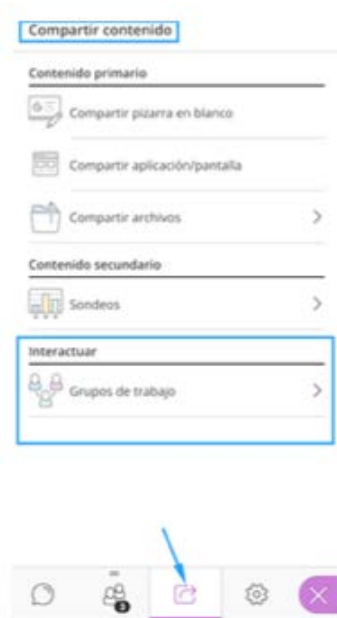 Compartir contenido
Contenido primario
Compartir pizarra en blanco
Compartir aplicación/pantalla
Compartir archivos
Contenido secundario
Sondeos
Interactuar
Grupos de trabajo
3